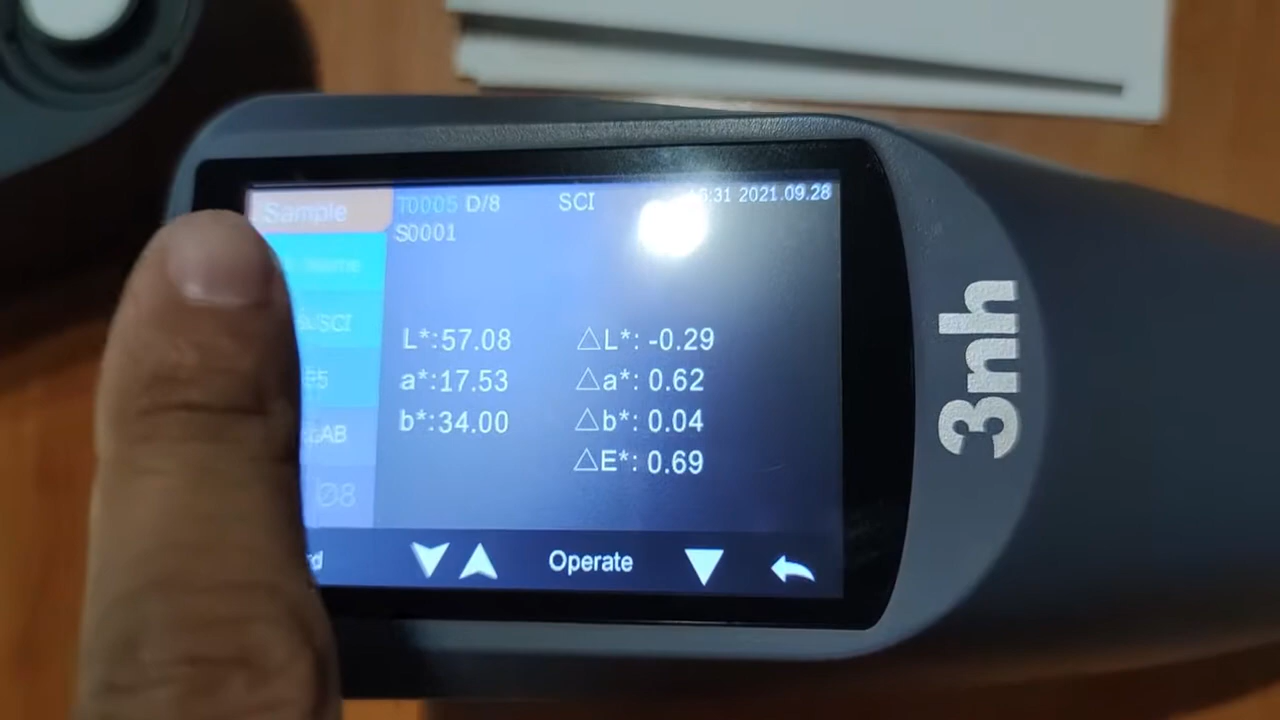 Sample
T0005 D/8 SCI 2021.09.28
S0001
L*:57.08 △L*: -0.29
a*:17.53 △a*: 0.62
b*:34.00 △b*: 0.04
△E*: 0.69
Operate
3nh